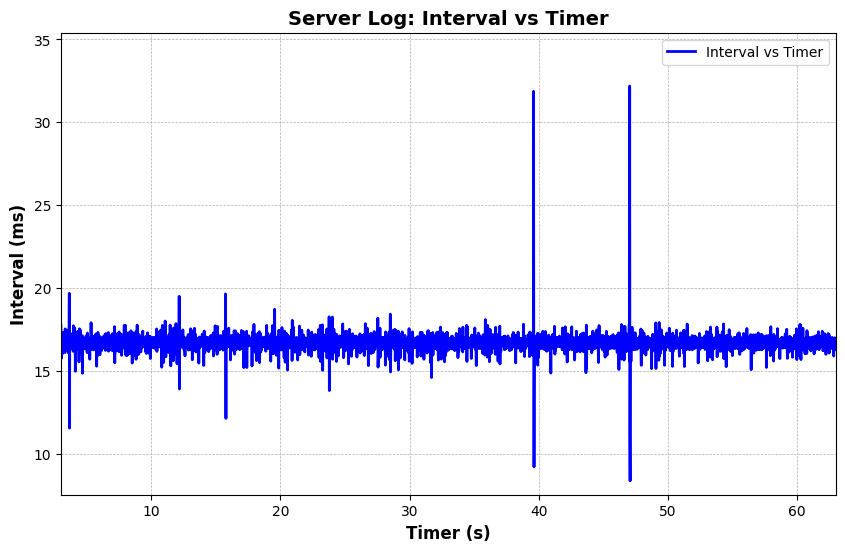 Server Log: Interval vs Timer
Interval vs Timer
35
30
25
20
15
10
Interval (ms)
10 20 30 40 50 60
Timer (s)